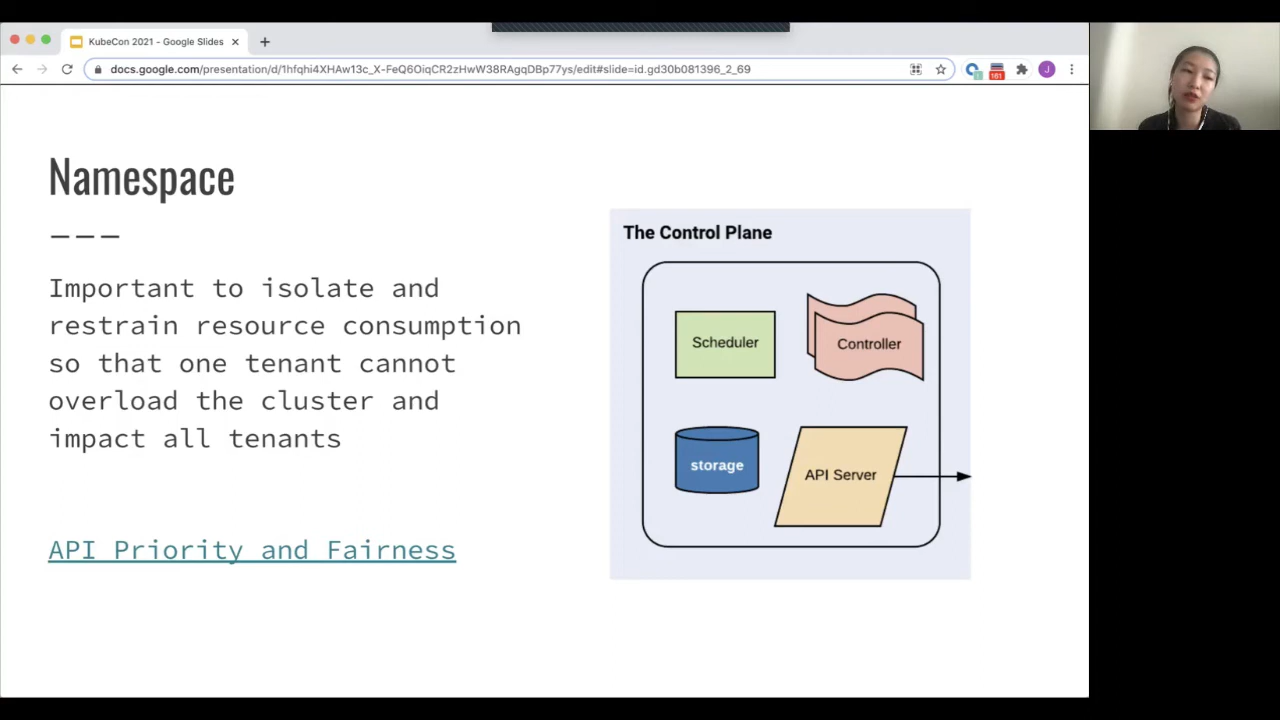 KubeCon 2021 - Google Slides
docs.google.com/presentation/d/1hfqhi4XHAw13c_X-FeQ6OiqCR2zHwW38RAgqDBp77ys/edit#slide=id.gd30b081396_2_69
161
J
Namespace
Important to isolate and
restrain resource consumption
so that one tenant cannot
overload the cluster and
impact all tenants
API Priority and Fairness
The Control Plane
Scheduler
Controller
storage
API Server